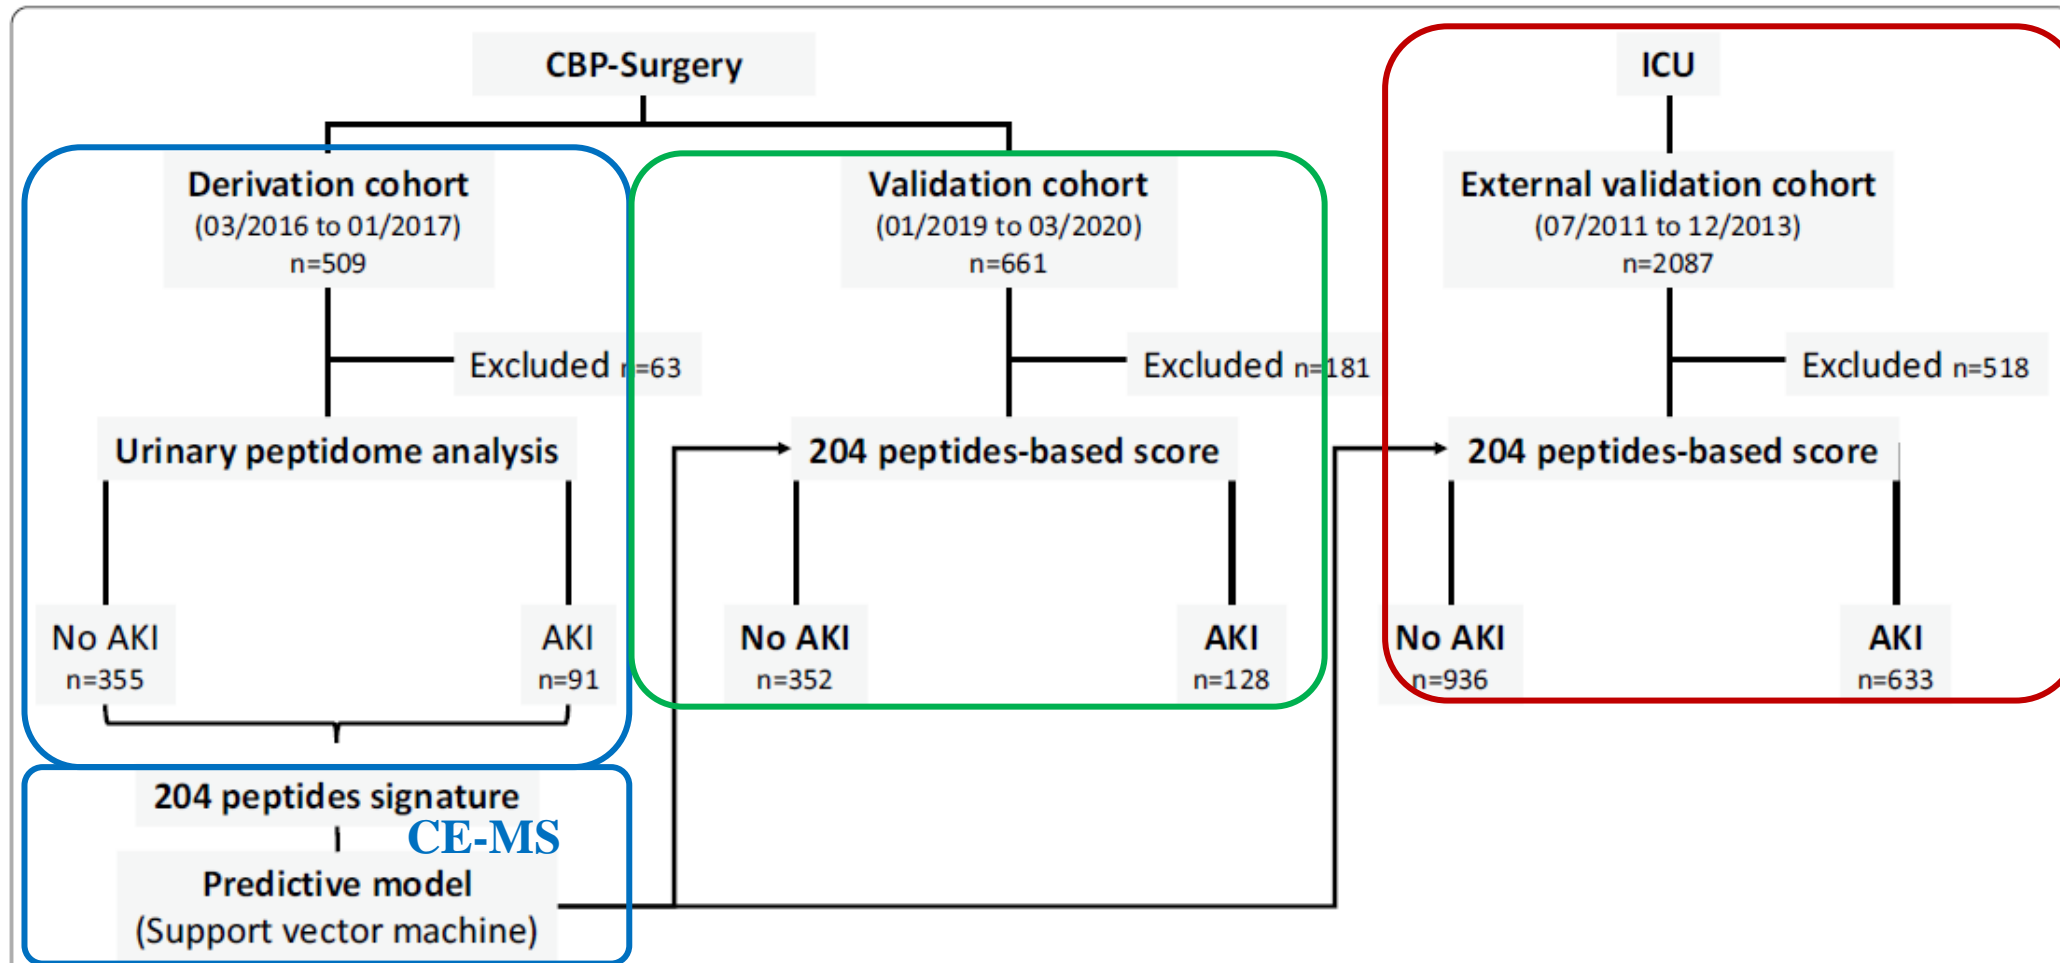 CBP-Surgery
Derivation cohort
(03/2016 to 01/2017)
n=509
Excluded n=63
Urinary peptidome analysis
No AKI
n=355
AKI
n=91
204 peptides signature
CE-MS
Predictive model
(Support vector machine)
Validation cohort
(01/2019 to 03/2020)
n=661
Excluded n=181
204 peptides-based score
No AKI
n=352
AKI
n=128
ICU
External validation cohort
(07/2011 to 12/2013)
n=2087
Excluded n=518
204 peptides-based score
No AKI
n=936
AKI
n=633